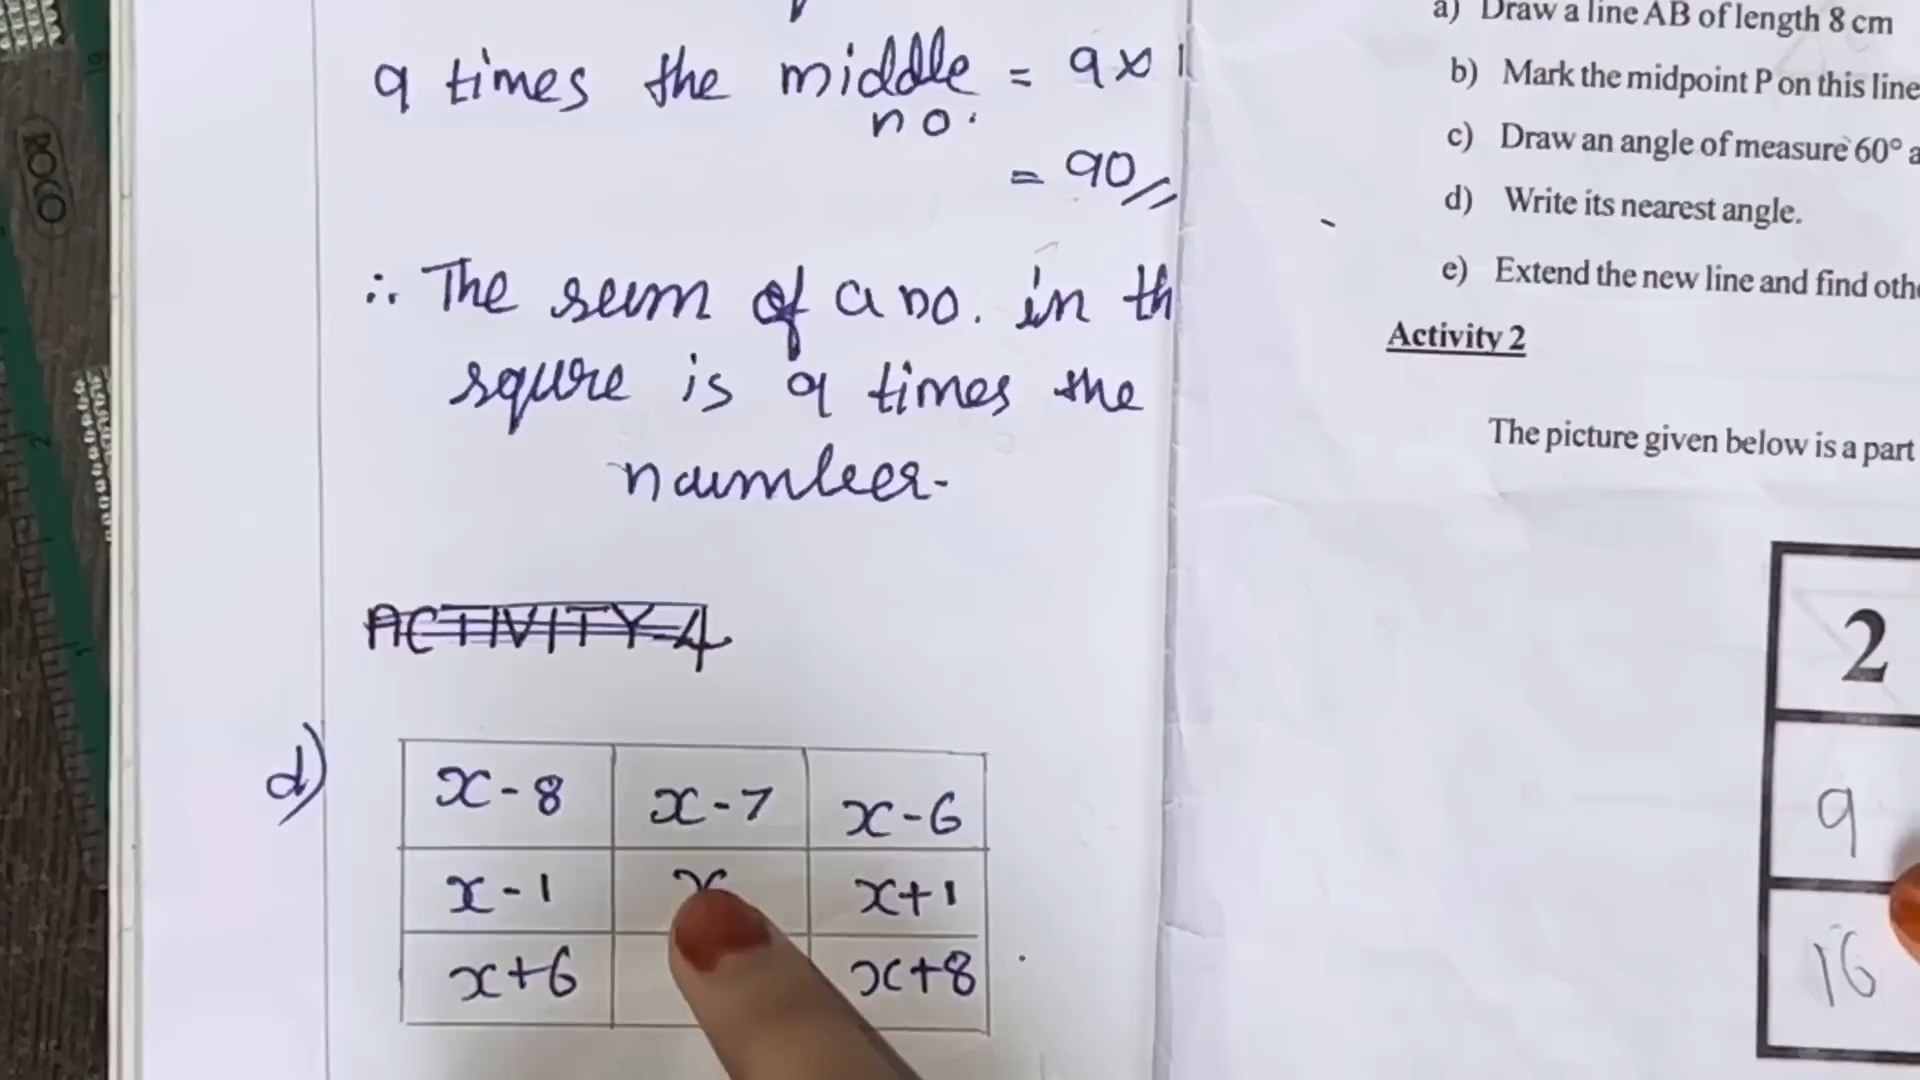 9 times the middle = 9x1
no.
= 90//
∴ The sum of a no. in th
squre is 9 times the
number.
ACTIVITY-4
d)
x-8 x-7 x-6
x-1 x x+1
x+6 x+8
a) Draw a line AB of length 8 cm
b) Mark the midpoint P on this line
c) Draw an angle of measure 60° a
d) Write its nearest angle.
e) Extend the new line and find othe
Activity 2
The picture given below is a part
2
9
16
ROCO